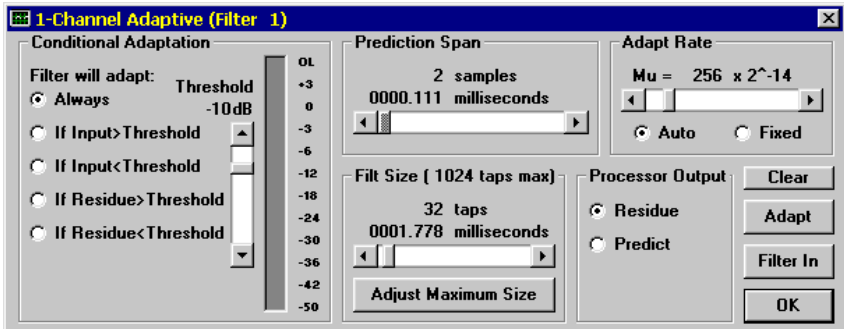 1-Channel Adaptive (Filter 1)
Conditional Adaptation
Filter will adapt:
Threshold
-10dB
Always
If Input>Threshold
If Input<Threshold
If Residue>Threshold
If Residue<Threshold
OL
+3
0
-3
-6
-12
-18
-24
-30
-36
-42
-50
Prediction Span
2 samples
0000.111 milliseconds
Adapt Rate
Mu = 256 x 2^-14
Auto
Fixed
Filt Size ( 1024 taps max)
32 taps
0001.778 milliseconds
Adjust Maximum Size
Processor Output
Residue
Predict
Clear
Adapt
Filter In
OK